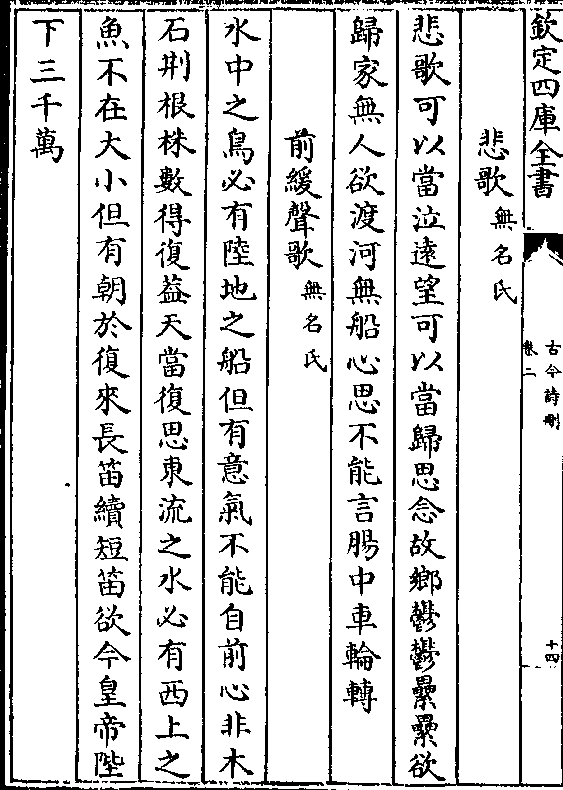 欽定四庫全書
古今詩刪
卷二
十四
悲歌無名氏
悲歌可以當泣遠望可以當歸思念故鄉鬱鬱纍纍欲
歸家無人欲渡河無船心思不能言腸中車輪轉
前緩聲歌無名氏
水中之鳥必有陸地之船但有意氣不能自前心非木
石荆根株數得復葢天當復思東流之水必有西上之
魚不在大小但有朝於復來長笛續短笛欲今皇帝陛
下三千萬